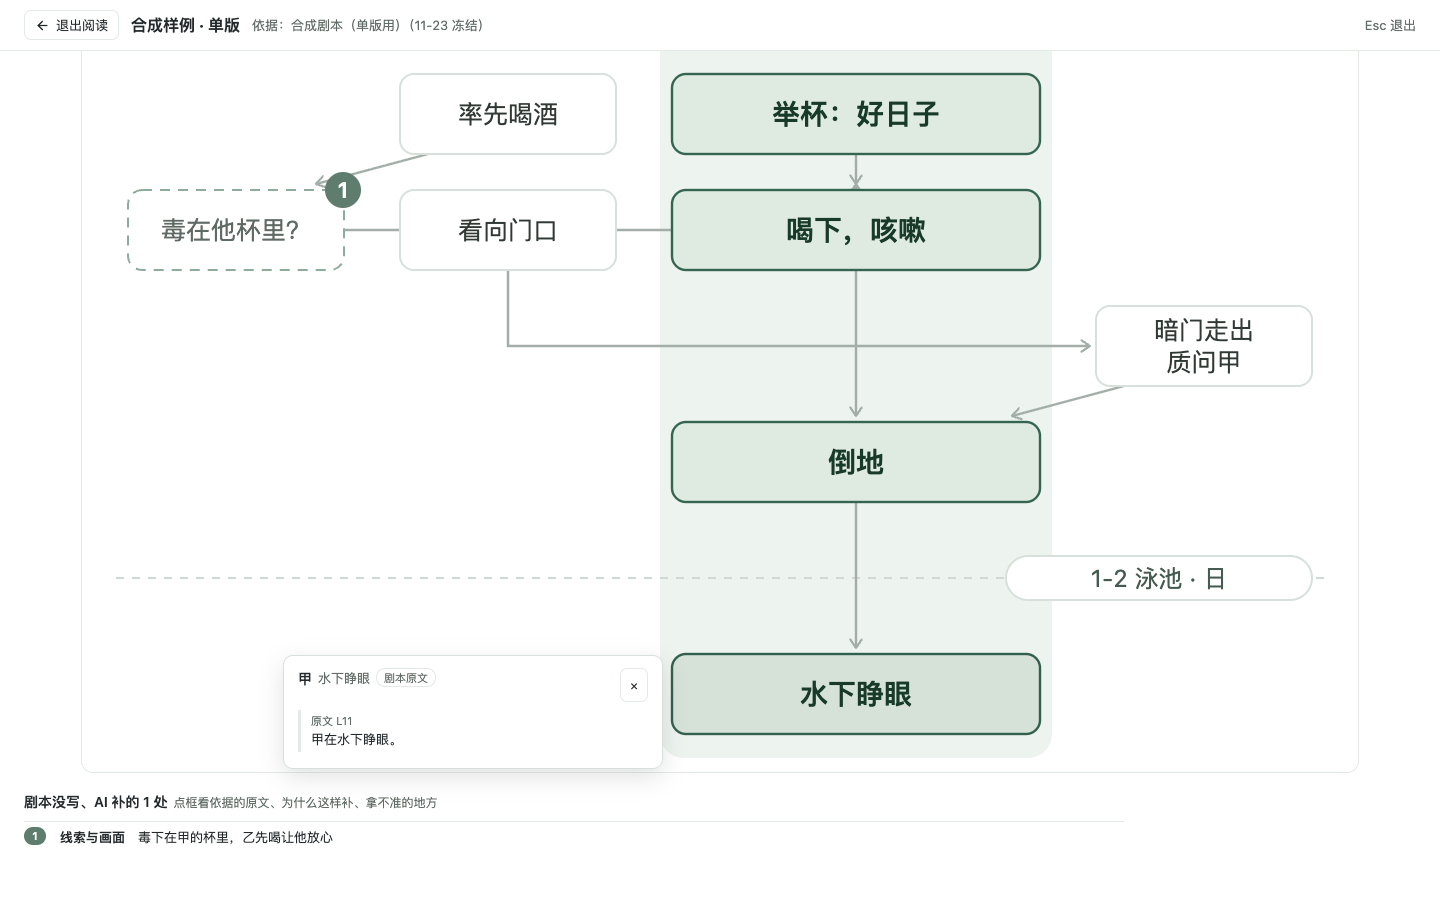 退出阅读
合成样例 · 单版
依据：合成剧本（单版用）(11-23 冻结)
Esc 退出
率先喝酒
举杯：好日子
1
毒在他杯里？
看向门口
喝下，咳嗽
暗门走出
质问甲
倒地
1-2 泳池 · 日
甲 水下睁眼 剧本原文
×
原文 L11
甲在水下睁眼。
水下睁眼
剧本没写、AI 补的 1 处 点框看依据的原文、为什么这样补、拿不准的地方
1 线索与画面 毒下在甲的杯里，乙先喝让他放心